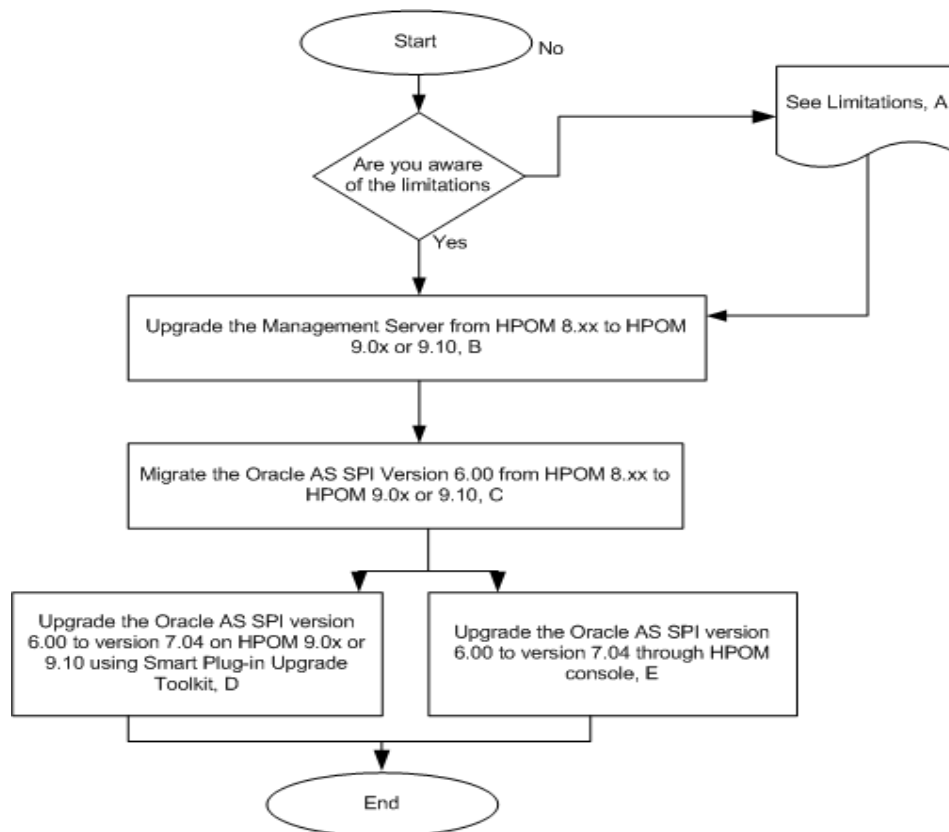 Start
No
See Limitations, A
Are you aware
of the limitations
Yes
Upgrade the Management Server from HPOM 8.xx to HPOM
9.0x or 9.10, B
Migrate the Oracle AS SPI Version 6.00 from HPOM 8.xx to
HPOM 9.0x or 9.10, C
Upgrade the Oracle AS SPI version
6.00 to version 7.04 on HPOM 9.0x or
9.10 using Smart Plug-in Upgrade
Toolkit, D
Upgrade the Oracle AS SPI version
6.00 to version 7.04 through HPOM
console, E
End